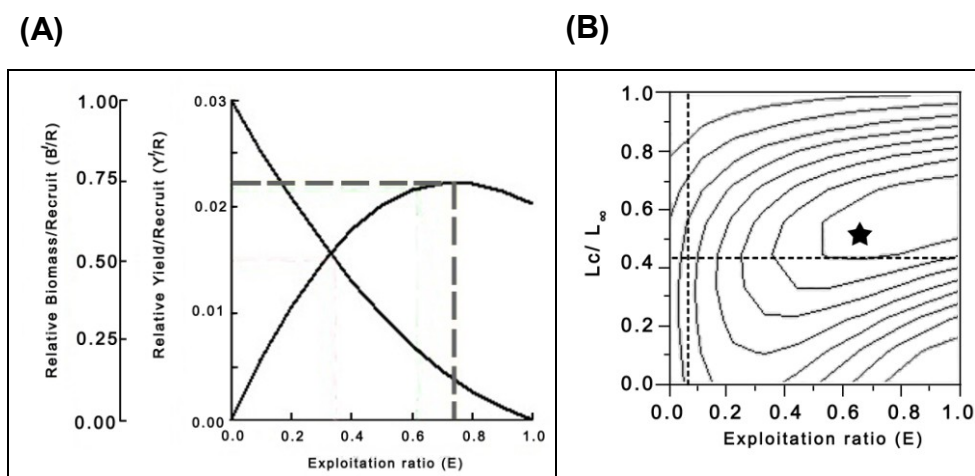 (A)
(B)
Relative Biomass/Recruit (B'/R)
1.00
0.75
0.50
0.25
0.00
Relative Yield/Recruit (Y'/R)
0.03
0.02
0.01
0.00
0.0 0.2 0.4 0.6 0.8 1.0
Exploitation ratio (E)
Lc/ L∞
1.0
0.8
0.6
0.4
0.2
0.0
0.0 0.2 0.4 0.6 0.8 1.0
Exploitation ratio (E)